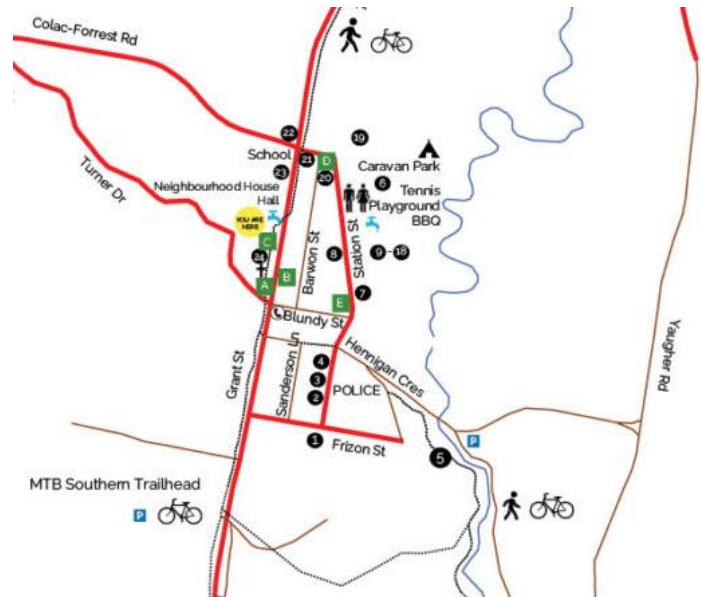 Colac-Forrest Rd
22
19
School
21
D
Caravan Park
23
20
6
Neighbourhood House
Hall
Tennis
Playground
BBQ
Turner Dr
YOU ARE
HERE
C
Barwon St
Station St
8
9-18
24
B
A
E
7
Blundy St
Grant St
Sanderson Ln
Hennigan Cres
Yaugher Rd
4
3
POLICE
2
1
Frizon St
P
5
MTB Southern Trailhead
P